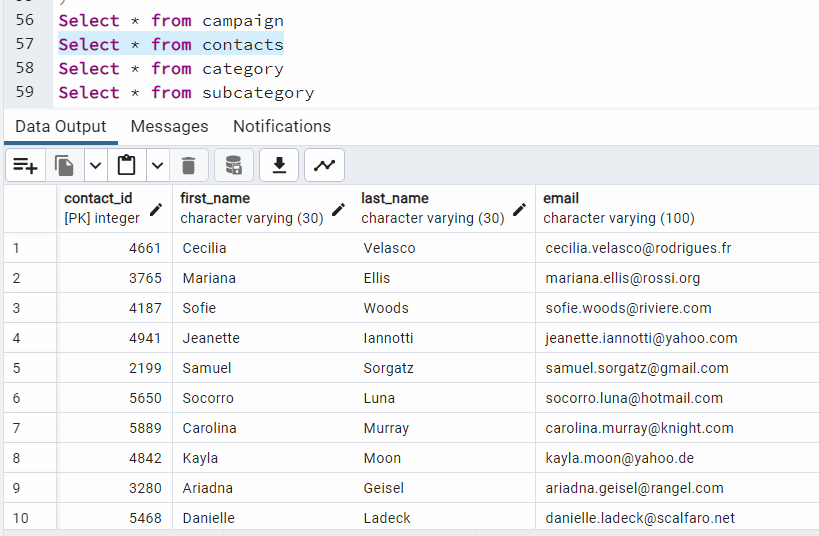 56 Select * from campaign
57 Select * from contacts
58 Select * from category
59 Select * from subcategory
Data Output Messages Notifications
contact_id first_name last_name email
[PK] integer character varying (30) character varying (30) character varying (100)
1 4661 Cecilia Velasco cecilia.velasco@rodrigues.fr
2 3765 Mariana Ellis mariana.ellis@rossi.org
3 4187 Sofie Woods sofie.woods@riviere.com
4 4941 Jeanette Iannotti jeanette.iannotti@yahoo.com
5 2199 Samuel Sorgatz samuel.sorgatz@gmail.com
6 5650 Socorro Luna socorro.luna@hotmail.com
7 5889 Carolina Murray carolina.murray@knight.com
8 4842 Kayla Moon kayla.moon@yahoo.de
9 3280 Ariadna Geisel ariadna.geisel@rangel.com
10 5468 Danielle Ladeck danielle.ladeck@scalfaro.net